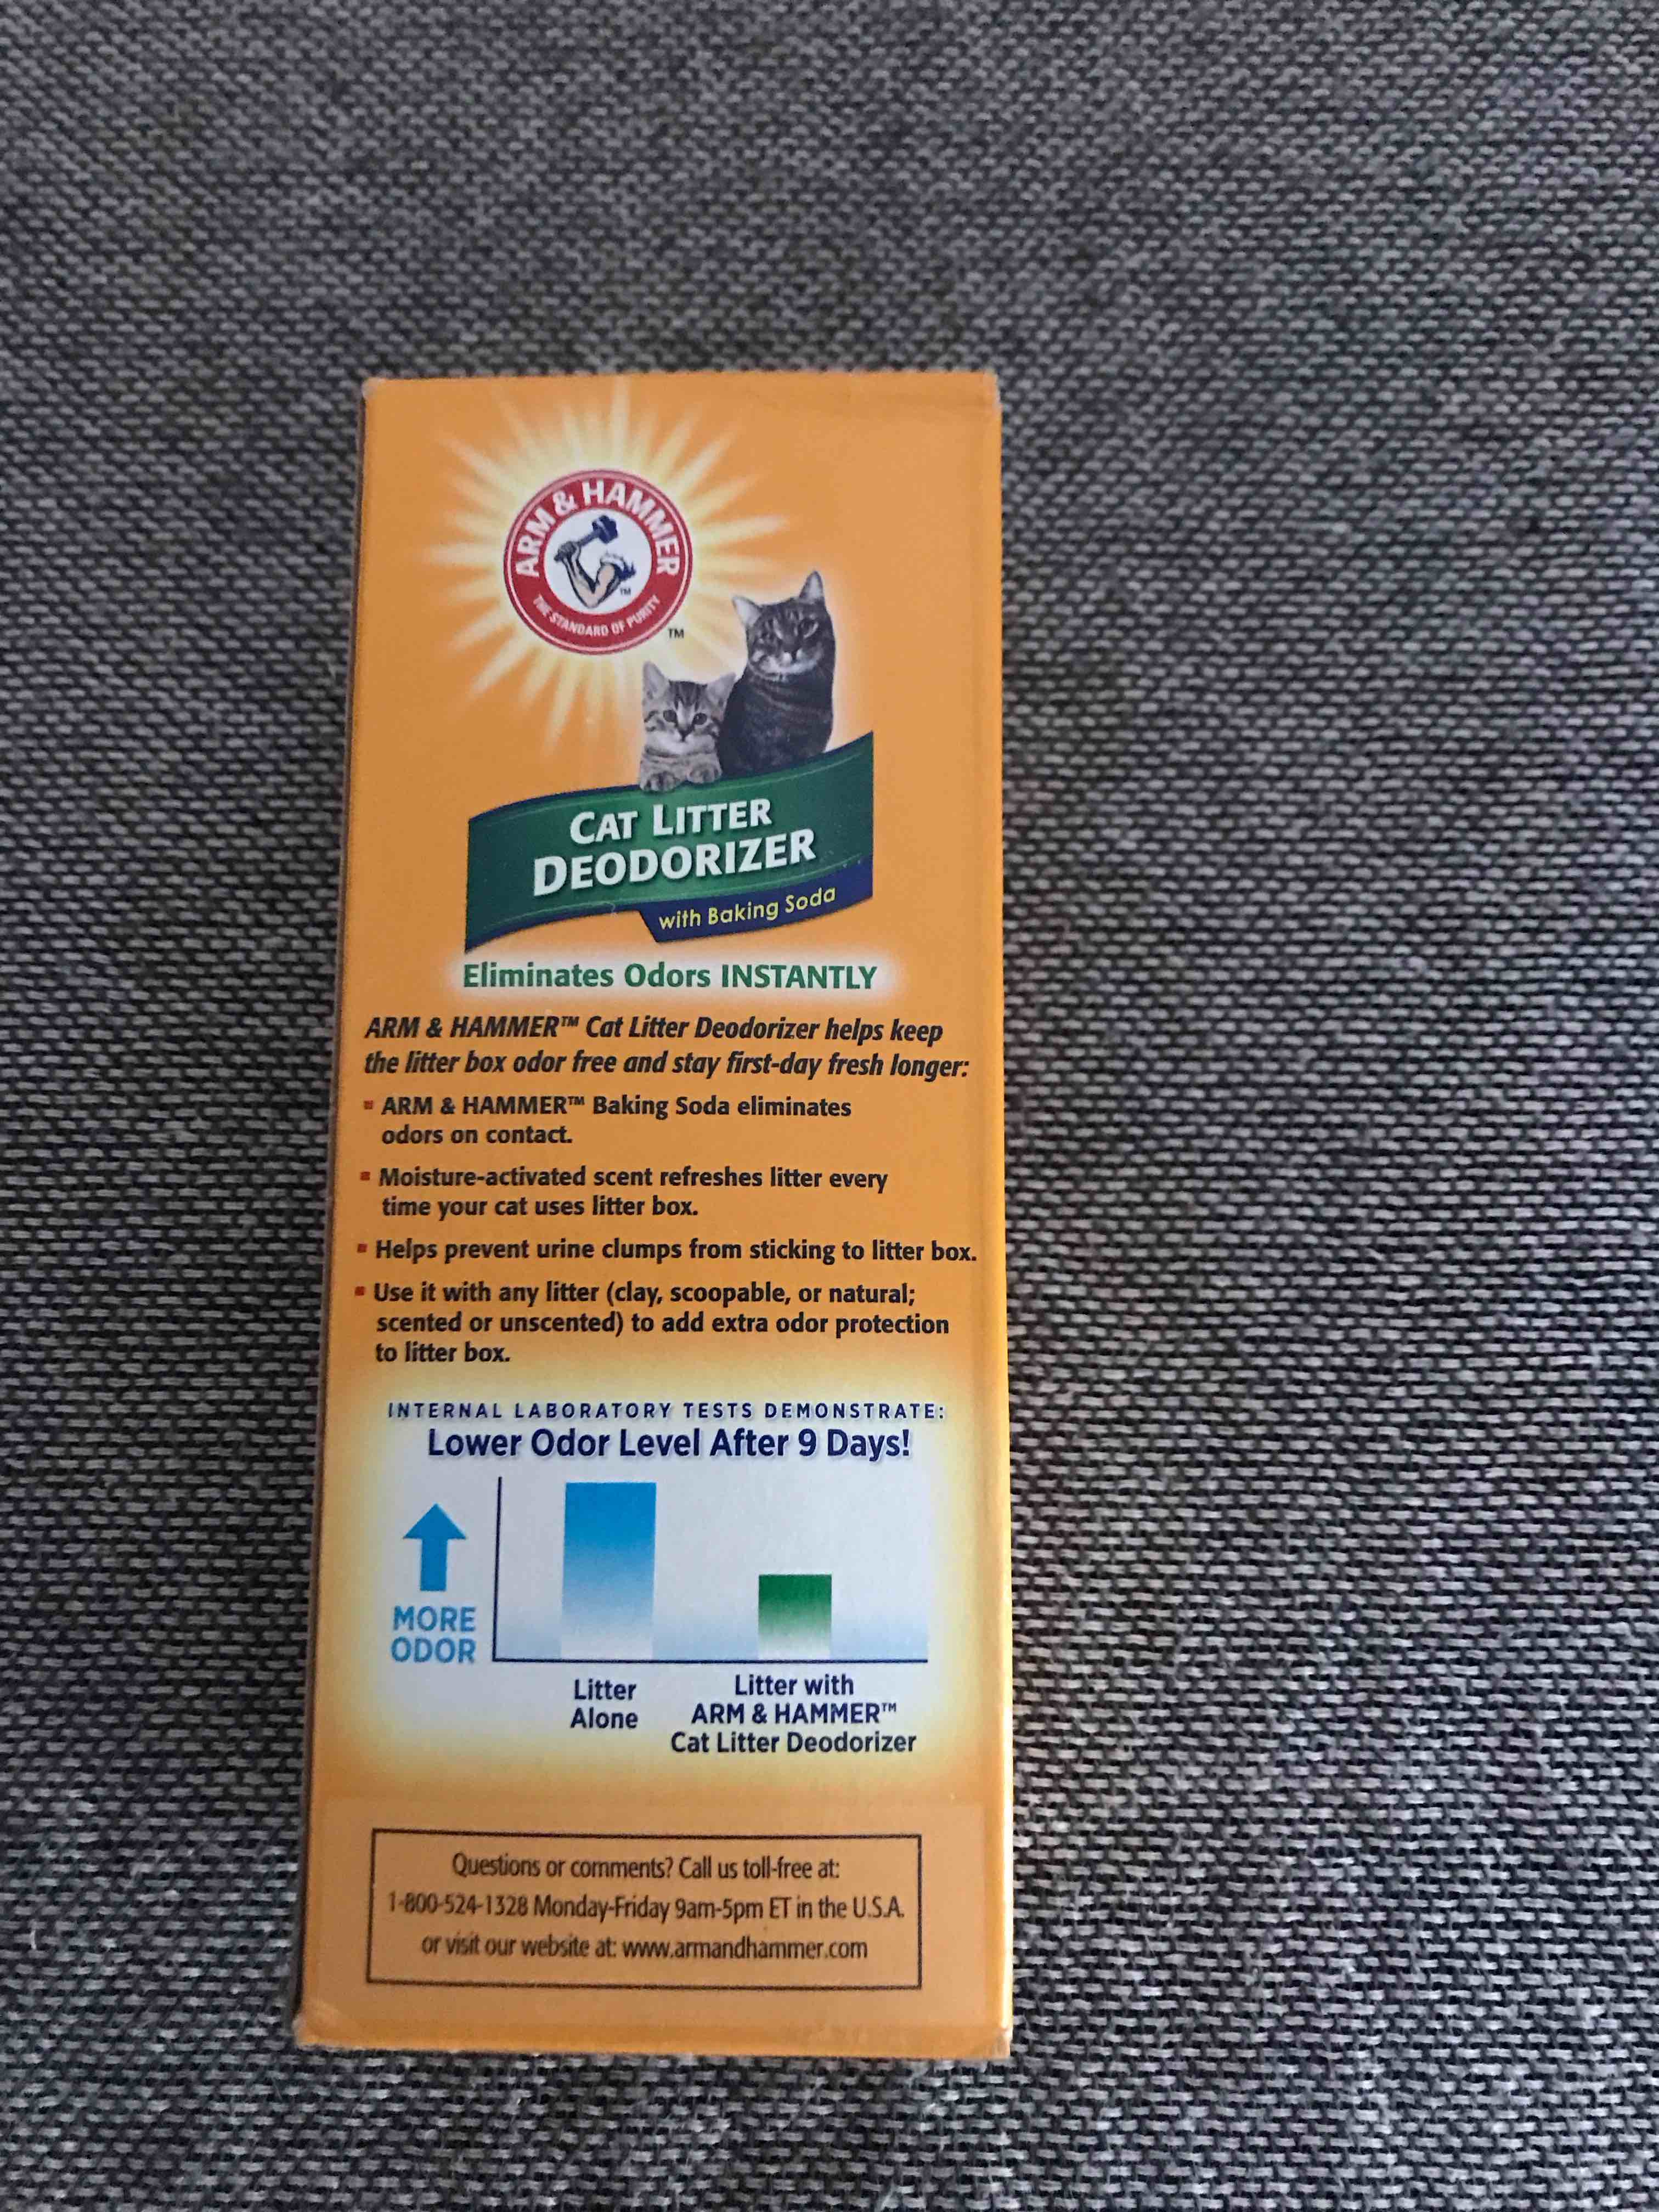 ARM & HAMMER
TM
THE STANDARD OF PURITY
TM
CAT LITTER
DEODORIZER
with Baking Soda
Eliminates Odors INSTANTLY
ARM & HAMMER™ Cat Litter Deodorizer helps keep
the litter box odor free and stay first-day fresh longer:
▪ ARM & HAMMER™ Baking Soda eliminates
odors on contact.
▪ Moisture-activated scent refreshes litter every
time your cat uses litter box.
▪ Helps prevent urine clumps from sticking to litter box.
▪ Use it with any litter (clay, scoopable, or natural;
scented or unscented) to add extra odor protection
to litter box.
INTERNAL LABORATORY TESTS DEMONSTRATE:
Lower Odor Level After 9 Days!
MORE
ODOR
Litter
Alone
Litter with
ARM & HAMMER™
Cat Litter Deodorizer
Questions or comments? Call us toll-free at:
1-800-524-1328 Monday-Friday 9am-5pm ET in the U.S.A.
or visit our website at: www.armandhammer.com